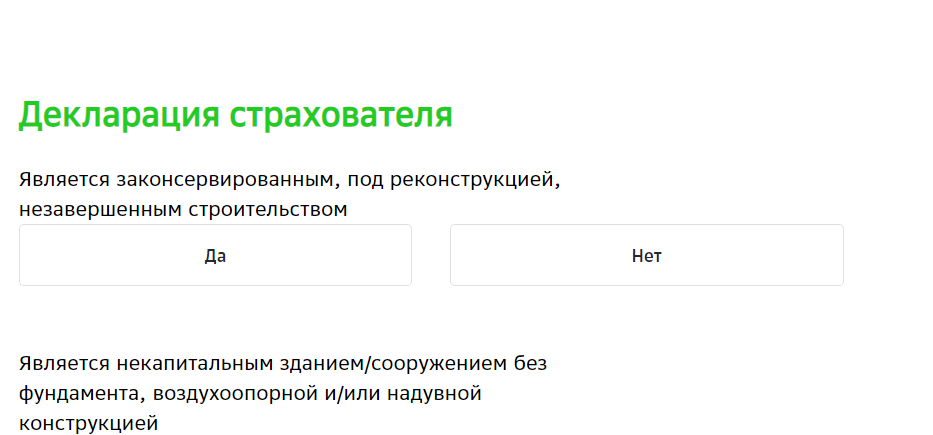 Декларация страхователя
Является законсервированным, под реконструкцией,
незавершенным строительством
Да
Нет
Является некапитальным зданием/сооружением без
фундамента, воздухоопорной и/или надувной
конструкцией